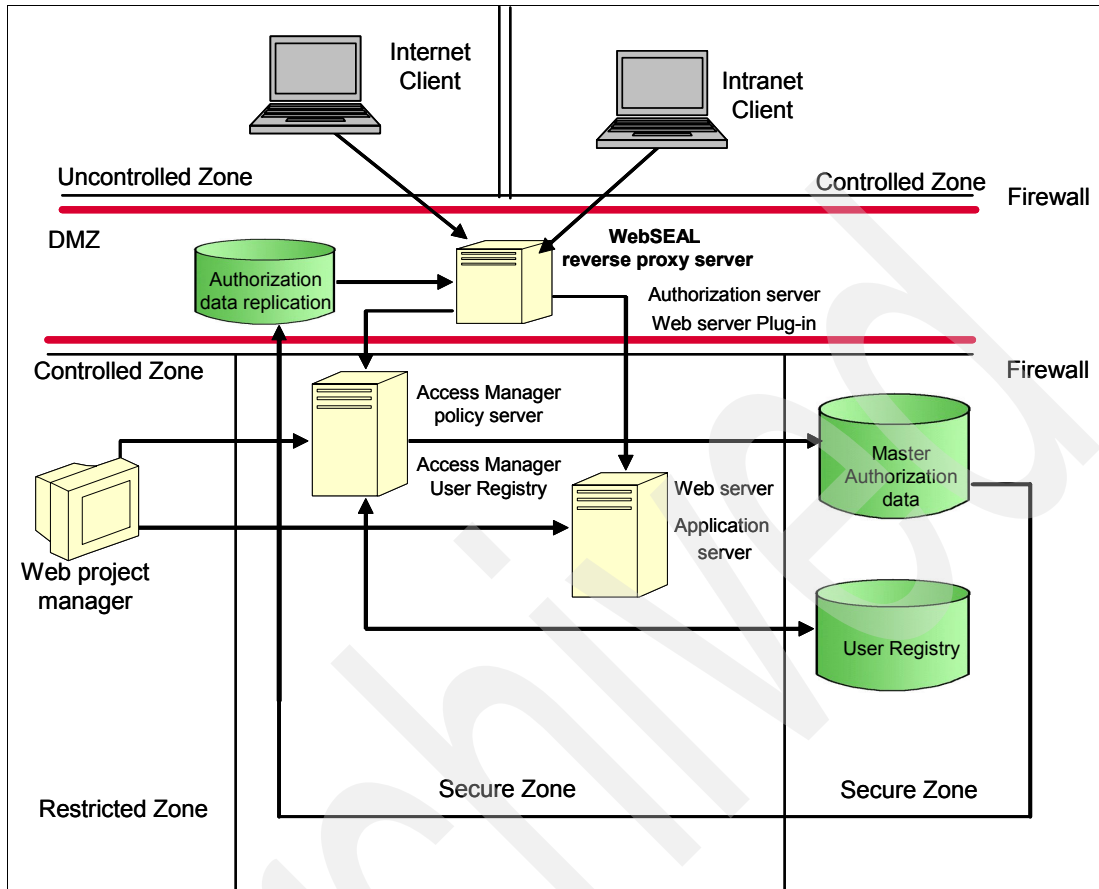 Internet
Client
Intranet
Client
Uncontrolled Zone
Controlled Zone
Firewall
DMZ
WebSEAL
reverse proxy server
Authorization
data replication
Authorization server
Web server Plug-in
Controlled Zone
Firewall
Access Manager
policy server
Master
Authorization
data
Access Manager
User Registry
Web server
Application
server
Web project
manager
User Registry
Restricted Zone
Secure Zone
Secure Zone